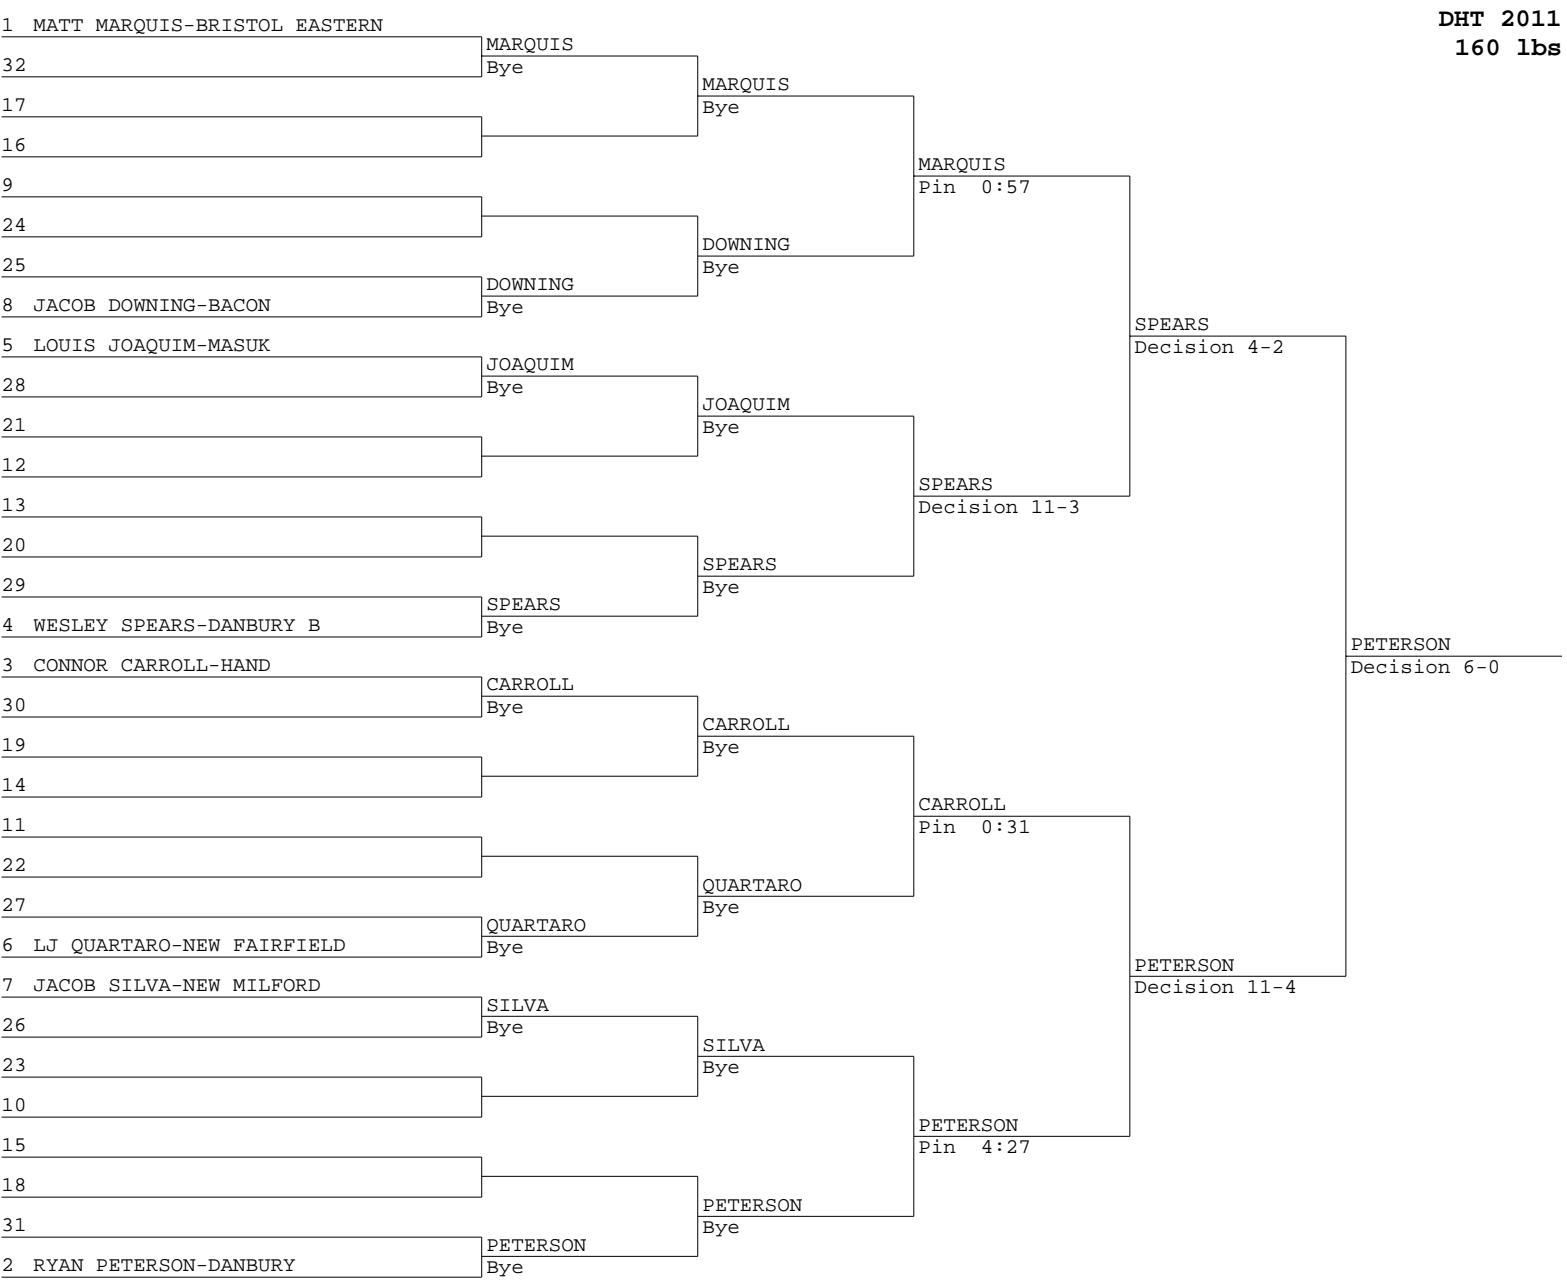 DHT 2011
160 lbs
1 MATT MARQUIS-BRISTOL EASTERN
MARQUIS
32
Bye
MARQUIS
17
Bye
16
MARQUIS
9
Pin 0:57
24
DOWNING
25
Bye
DOWNING
8 JACOB DOWNING-BACON
Bye
SPEARS
5 LOUIS JOAQUIM-MASUK
Decision 4-2
JOAQUIM
28
Bye
JOAQUIM
21
Bye
12
SPEARS
13
Decision 11-3
20
SPEARS
29
Bye
SPEARS
4 WESLEY SPEARS-DANBURY B
Bye
PETERSON
3 CONNOR CARROLL-HAND
Decision 6-0
CARROLL
30
Bye
CARROLL
19
Bye
14
CARROLL
11
Pin 0:31
22
QUARTARO
27
Bye
QUARTARO
6 LJ QUARTARO-NEW FAIRFIELD
Bye
PETERSON
7 JACOB SILVA-NEW MILFORD
Decision 11-4
SILVA
26
Bye
SILVA
23
Bye
10
PETERSON
15
Pin 4:27
18
PETERSON
31
Bye
PETERSON
2 RYAN PETERSON-DANBURY
Bye